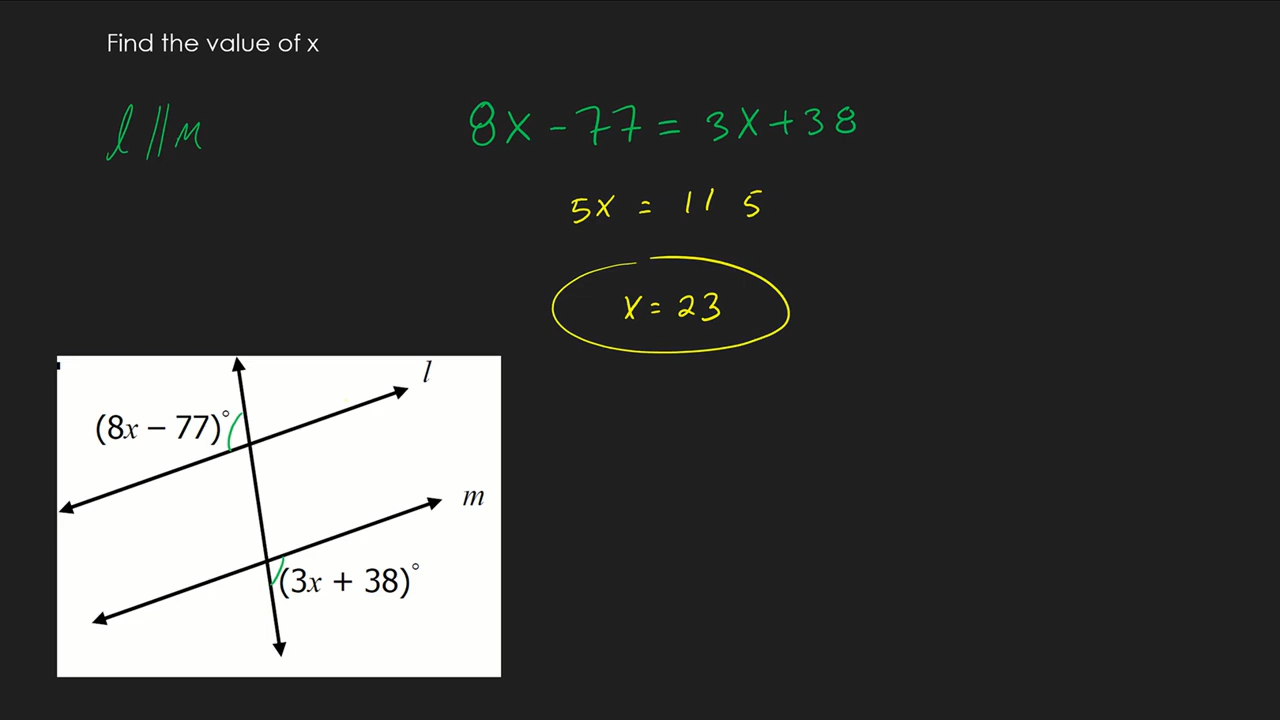 Find the value of x
l // m
8x - 77 = 3x + 38
5x = 115
x = 23
l
(8x − 77)°
m
(3x + 38)°